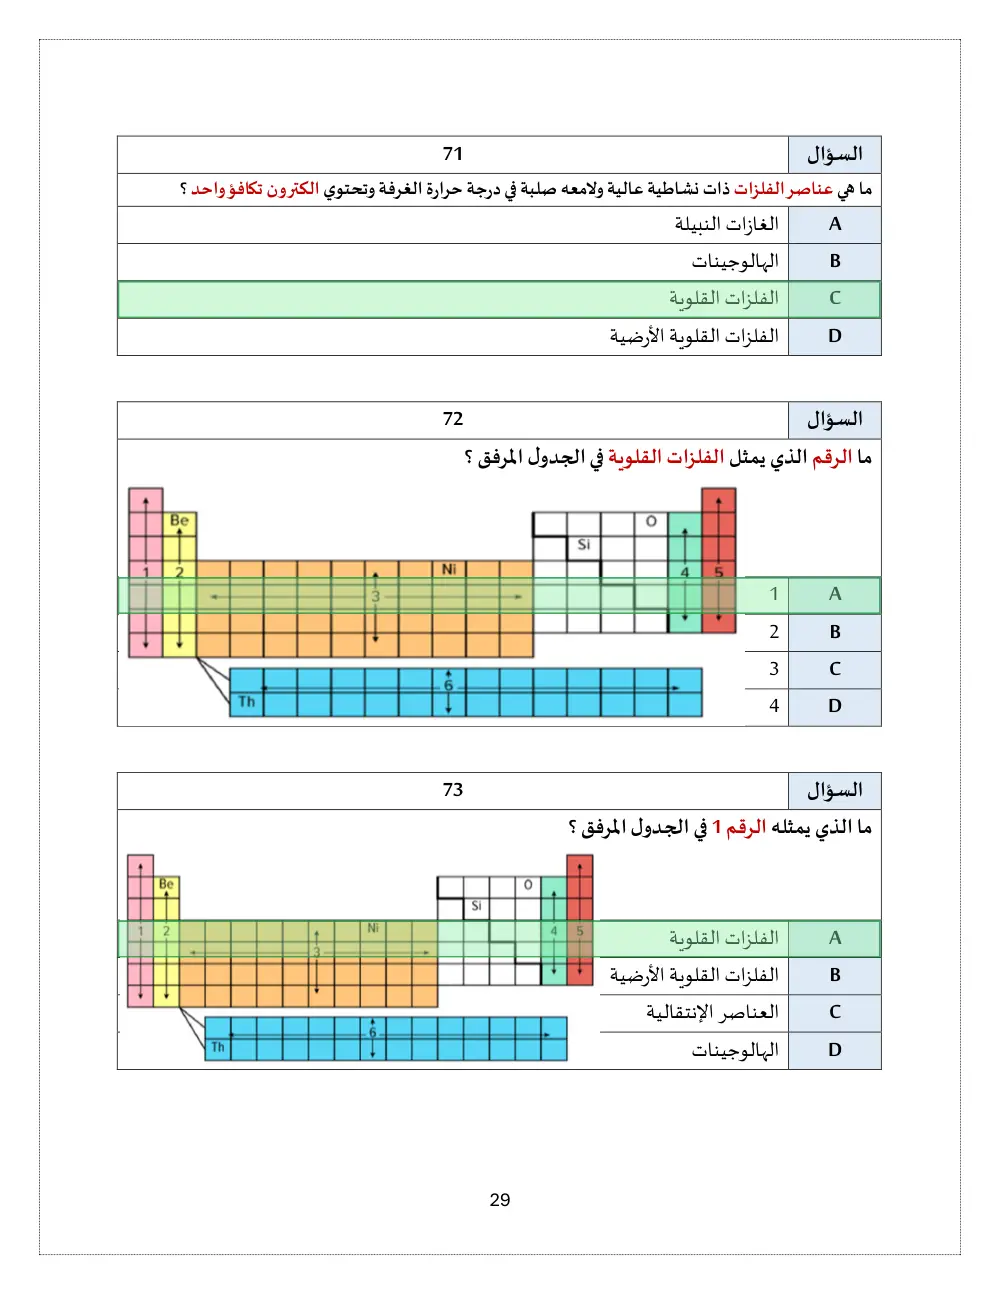 السؤال 71
ما هي عناصر الفلزات ذات نشاطية عالية ولامعه صلبة في درجة حرارة الغرفة وتحتوي الكترون تكافؤ واحد ؟
A الغازات النبيلة
B الهالوجينات
C الفلزات القلوية
D الفلزات القلوية الأرضية
السؤال 72
ما الرقم الذي يمثل الفلزات القلوية في الجدول المرفق ؟
Be
O
Si
1 2 Ni 4 5
3
6
Th
A 1
B 2
C 3
D 4
السؤال 73
ما الذي يمثله الرقم 1 في الجدول المرفق ؟
Be O
Si
1 2 Ni 4 5
3
6
Th
A الفلزات القلوية
B الفلزات القلوية الأرضية
C العناصر الإنتقالية
D الهالوجينات
29